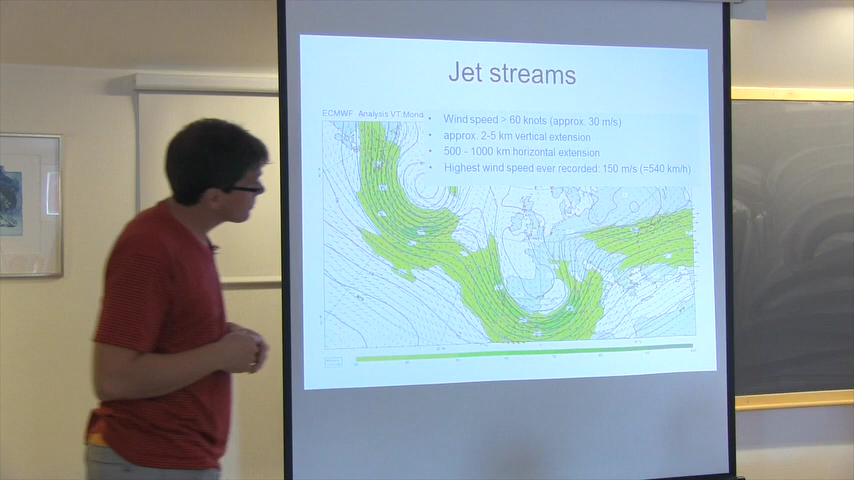 Jet streams
ECMWF Analysis VT:Mond
• Wind speed > 60 knots (approx. 30 m/s)
• approx. 2-5 km vertical extension
• 500 - 1000 km horizontal extension
• Highest wind speed ever recorded: 150 m/s (=540 km/h)